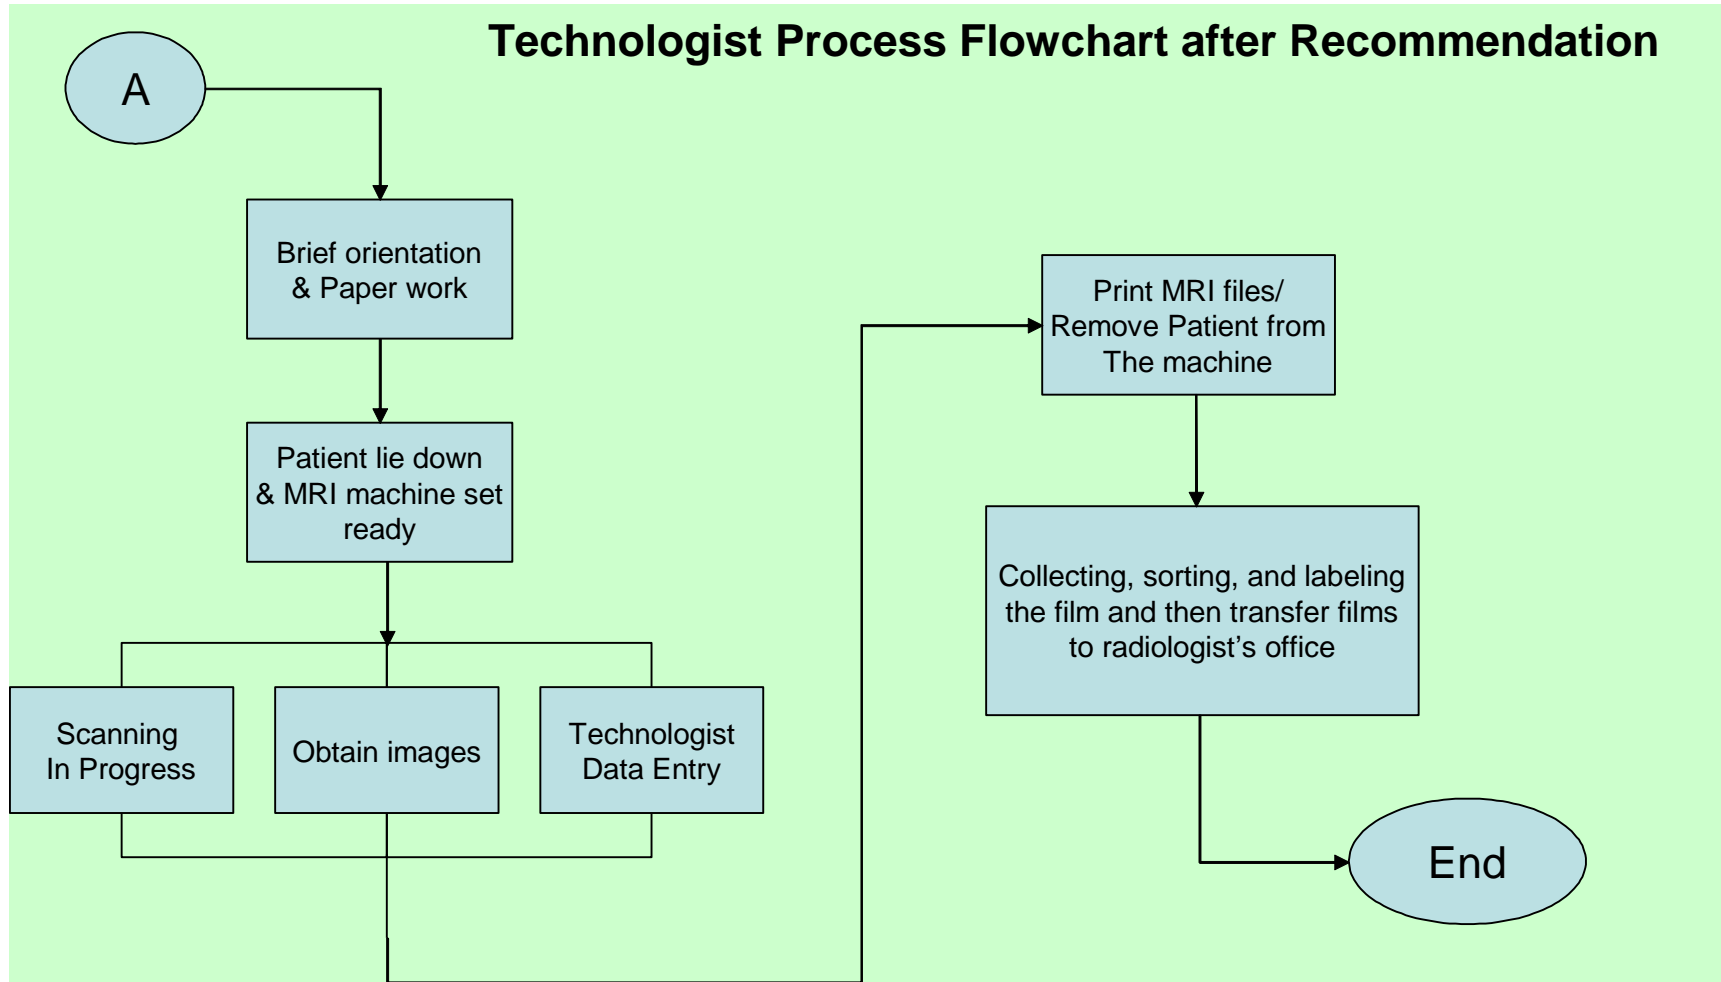 Technologist Process Flowchart after Recommendation
A
Brief orientation
& Paper work
Patient lie down
& MRI machine set
ready
Scanning
In Progress
Obtain images
Technologist
Data Entry
Print MRI files/
Remove Patient from
The machine
Collecting, sorting, and labeling
the film and then transfer films
to radiologist’s office
End